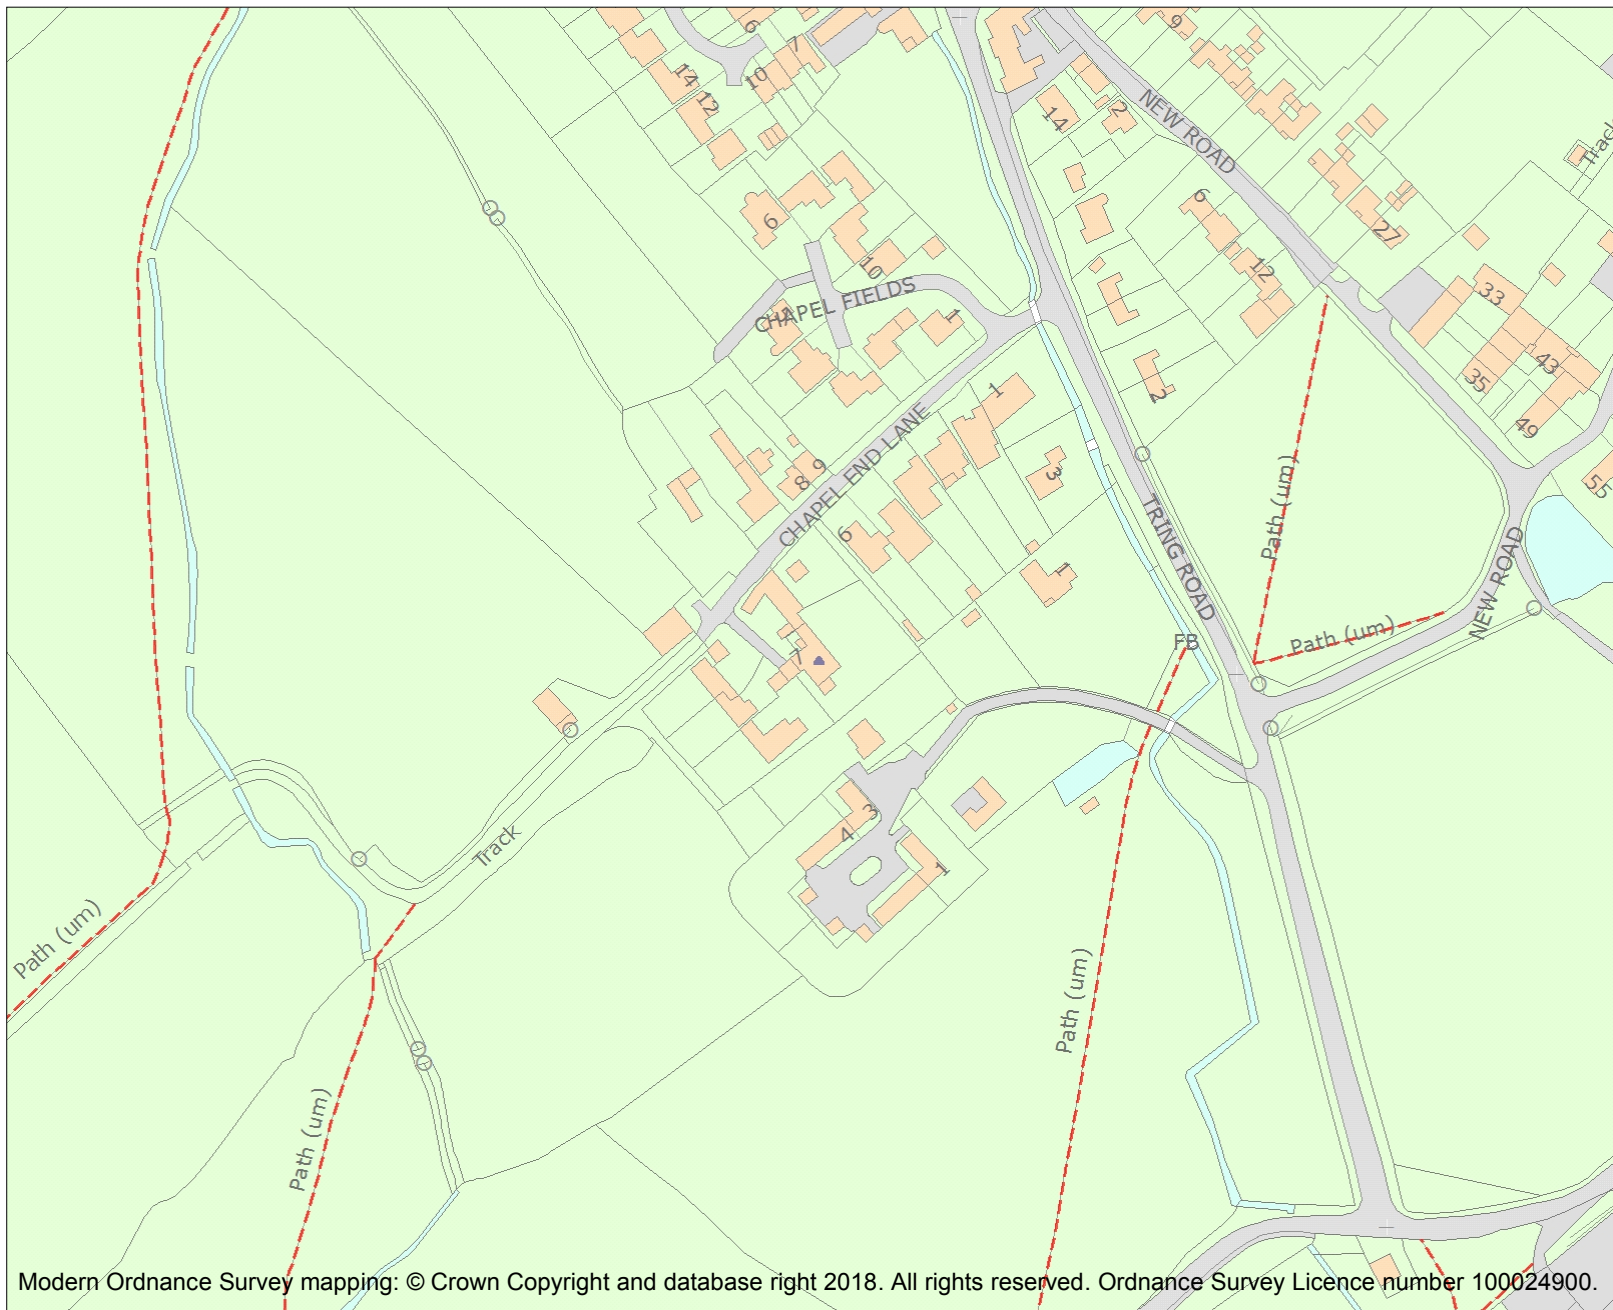 6
9
7
14
10
12
14
2
NEW ROAD
Track
6
6
27
10
12
CHAPEL FIELDS
33
1
43
35
1
2
49
CHAPEL END LANE
9
8
3
55
6
TRING ROAD
Path (um)
NEW ROAD
1
FB
Path (um)
7
3
4
Track
1
Path (um)
Path (um)
Path (um)
Modern Ordnance Survey mapping: © Crown Copyright and database right 2018. All rights reserved. Ordnance Survey Licence number 100024900.